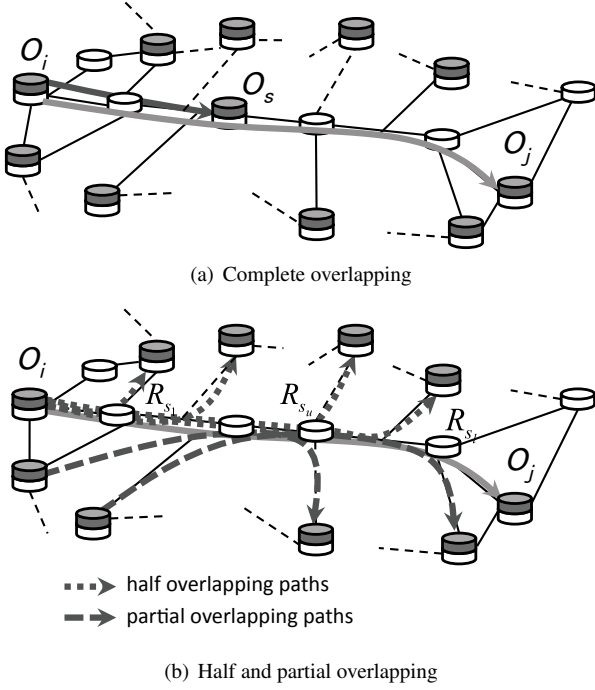 O_i
O_s
O_j
(a) Complete overlapping
O_i
R_{s_1}
R_{s_u}
R_{s_l}
O_j
half overlapping paths
partial overlapping paths
(b) Half and partial overlapping